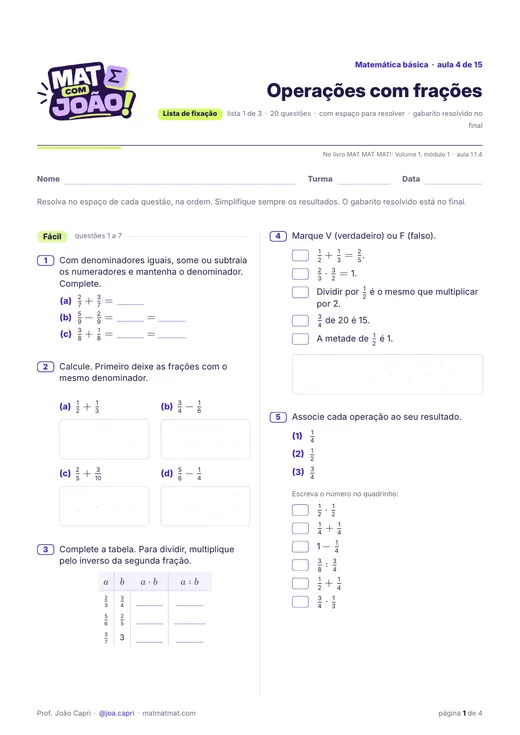 MAT
COM
JOÃO!
Matemática básica · aula 4 de 15
Operações com frações
Lista de fixação lista 1 de 3 · 20 questões · com espaço para resolver · gabarito resolvido no
final
No livro MAT MAT MAT!: Volume 1, módulo 1 · aula 1.1.4
Nome Turma Data
Resolva no espaço de cada questão, na ordem. Simplifique sempre os resultados. O gabarito resolvido está no final.
Fácil questões 1 a 7
1 Com denominadores iguais, some ou subtraia
os numeradores e mantenha o denominador.
Complete.
(a) 2/7 + 3/7 = ____
(b) 5/9 − 2/9 = ____ = ____
(c) 3/8 + 1/8 = ____ = ____
2 Calcule. Primeiro deixe as frações com o
mesmo denominador.
(a) 1/2 + 1/3 (b) 3/4 − 1/6
(c) 2/5 + 3/10 (d) 5/6 − 1/4
3 Complete a tabela. Para dividir, multiplique
pelo inverso da segunda fração.
a b a · b a : b
2/3 3/4 ____ ____
5/6 2/5 ____ ____
3/7 3 ____ ____
4 Marque V (verdadeiro) ou F (falso).
1/2 + 1/3 = 2/5.
2/3 · 3/2 = 1.
Dividir por 1/2 é o mesmo que multiplicar
por 2.
3/4 de 20 é 15.
A metade de 1/2 é 1.
5 Associe cada operação ao seu resultado.
(1) 1/4
(2) 1/2
(3) 3/4
Escreva o número no quadrinho:
1/2 · 1/2
1/4 + 1/4
1 − 1/4
3/8 : 3/4
1/2 + 1/4
3/4 · 1/3
Prof. João Capri · @joa.capri · matmatmat.com página 1 de 4